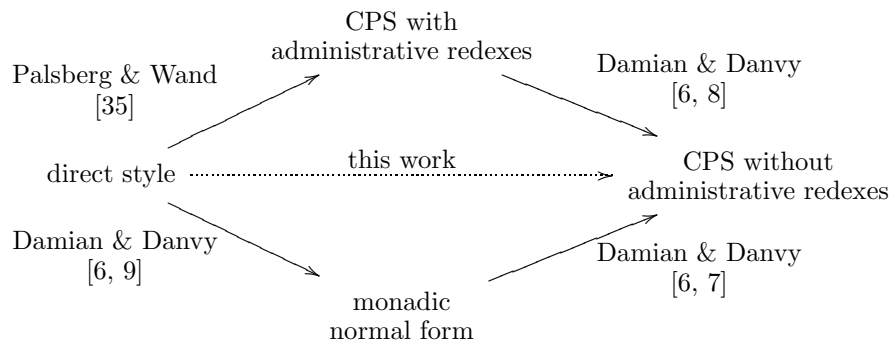 CPS with
administrative redexes
Palsberg & Wand
[35]
Damian & Danvy
[6, 8]
direct style
this work
CPS without
administrative redexes
Damian & Danvy
[6, 9]
Damian & Danvy
[6, 7]
monadic
normal form